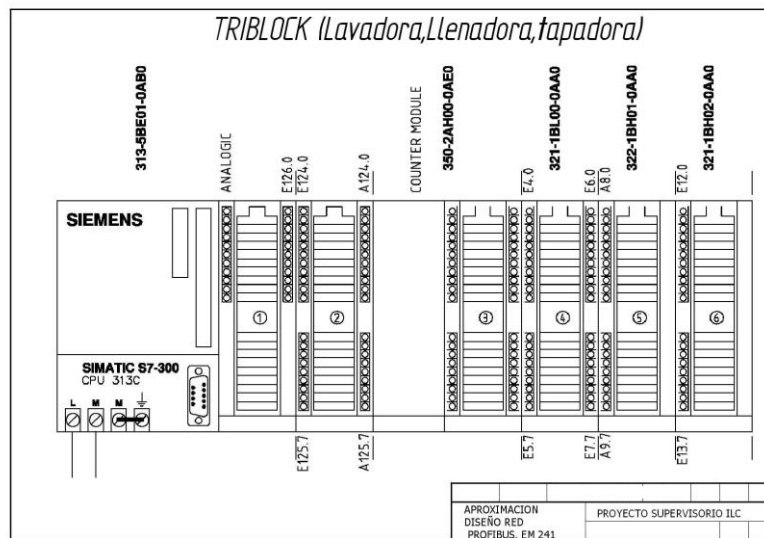 TRIBLOCK (Lavadora,Llenadora,tapadora)
313-5BE01-0AB0
ANALOGIC
E126.0
E124.0
A124.0
COUNTER MODULE
350-2AH00-0AE0
E4.0
321-1BL00-0AA0
E6.0
A8.0
322-1BH01-0AA0
E12.0
321-1BH02-0AA0
SIEMENS
1
2
3
4
5
6
SIMATIC S7-300
CPU 313C
L M M
E125.7
A125.7
E5.7
E7.7
A9.7
E13.7
APROXIMACION
DISEÑO RED
PROFIBUS, EM 241
PROYECTO SUPERVISORIO ILC